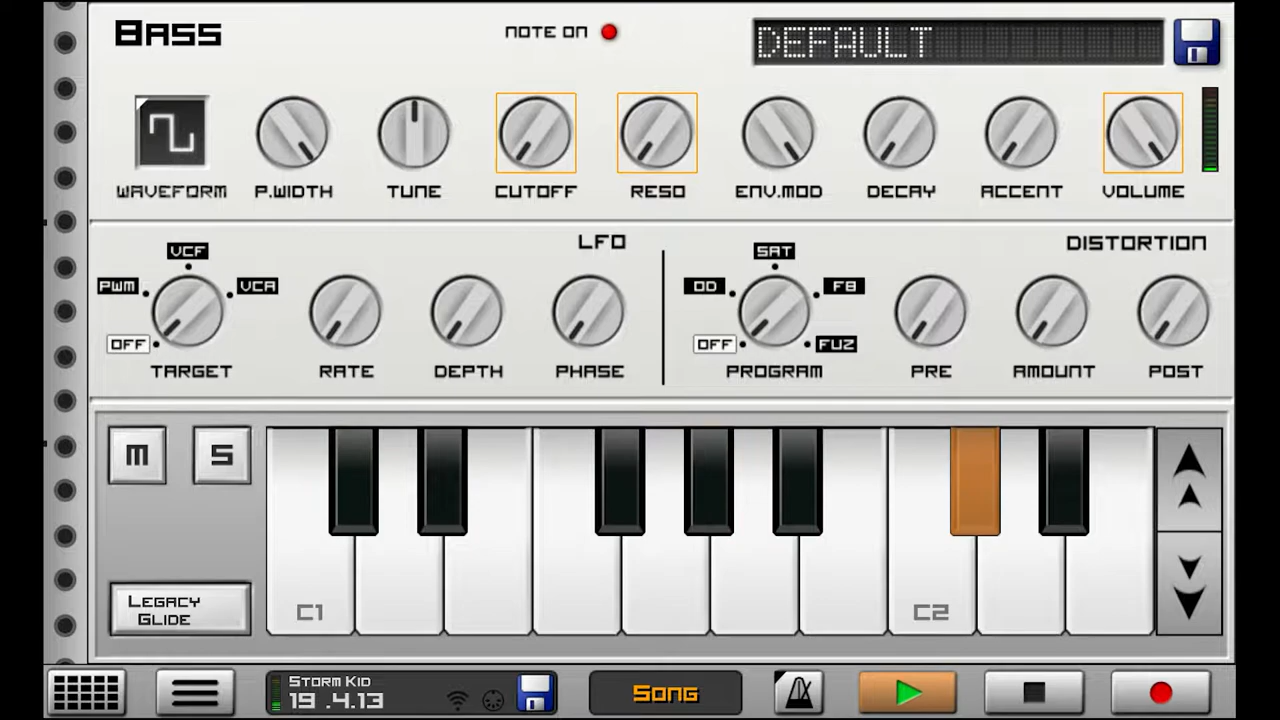 BASS
NOTE ON
DEFAULT
WAVEFORM
P.WIDTH
TUNE
CUTOFF
RESO
ENV.MOD
DECAY
ACCENT
VOLUME
LFO
DISTORTION
VCF
PWM
VCA
OFF
TARGET
RATE
DEPTH
PHASE
SAT
OD
FB
OFF
FUZ
PROGRAM
PRE
AMOUNT
POST
M
S
LEGACY
GLIDE
C1
C2
STORM KID
19 .4.13
SONG